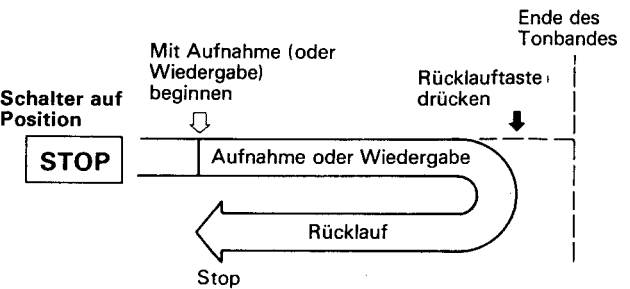 Ende des
Tonbandes
Mit Aufnahme (oder
Wiedergabe)
beginnen
Rücklauftaste
drücken
Schalter auf
Position
STOP
Aufnahme oder Wiedergabe
Rücklauf
Stop